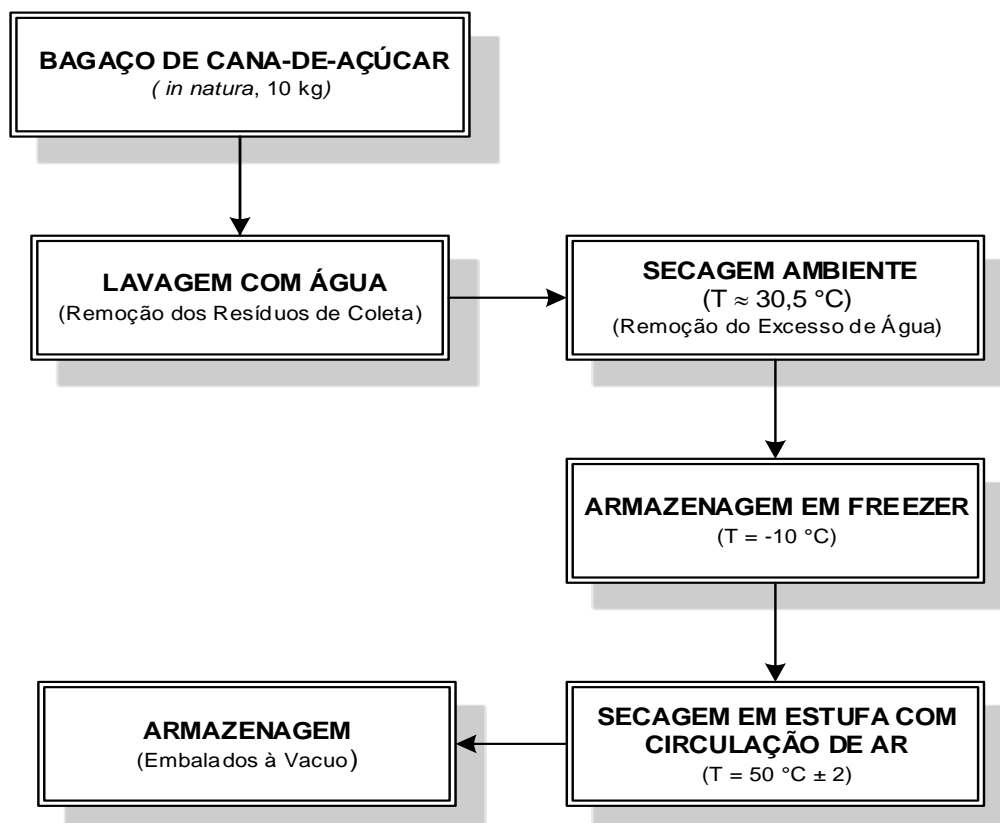 BAGAÇO DE CANA-DE-AÇÚCAR
( in natura, 10 kg)
LAVAGEM COM ÁGUA
(Remoção dos Resíduos de Coleta)
SECAGEM AMBIENTE
(T ≈ 30,5 °C)
(Remoção do Excesso de Água)
ARMAZENAGEM EM FREEZER
(T = -10 °C)
SECAGEM EM ESTUFA COM
CIRCULAÇÃO DE AR
(T = 50 °C ± 2)
ARMAZENAGEM
(Embalados à Vacuo)